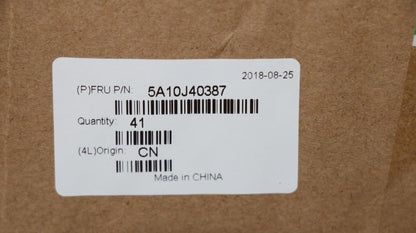 2018-08-25
(P)FRU P/N: 5A10J40387
Quantity: 41
(4L)Origin: CN
Made in CHINA